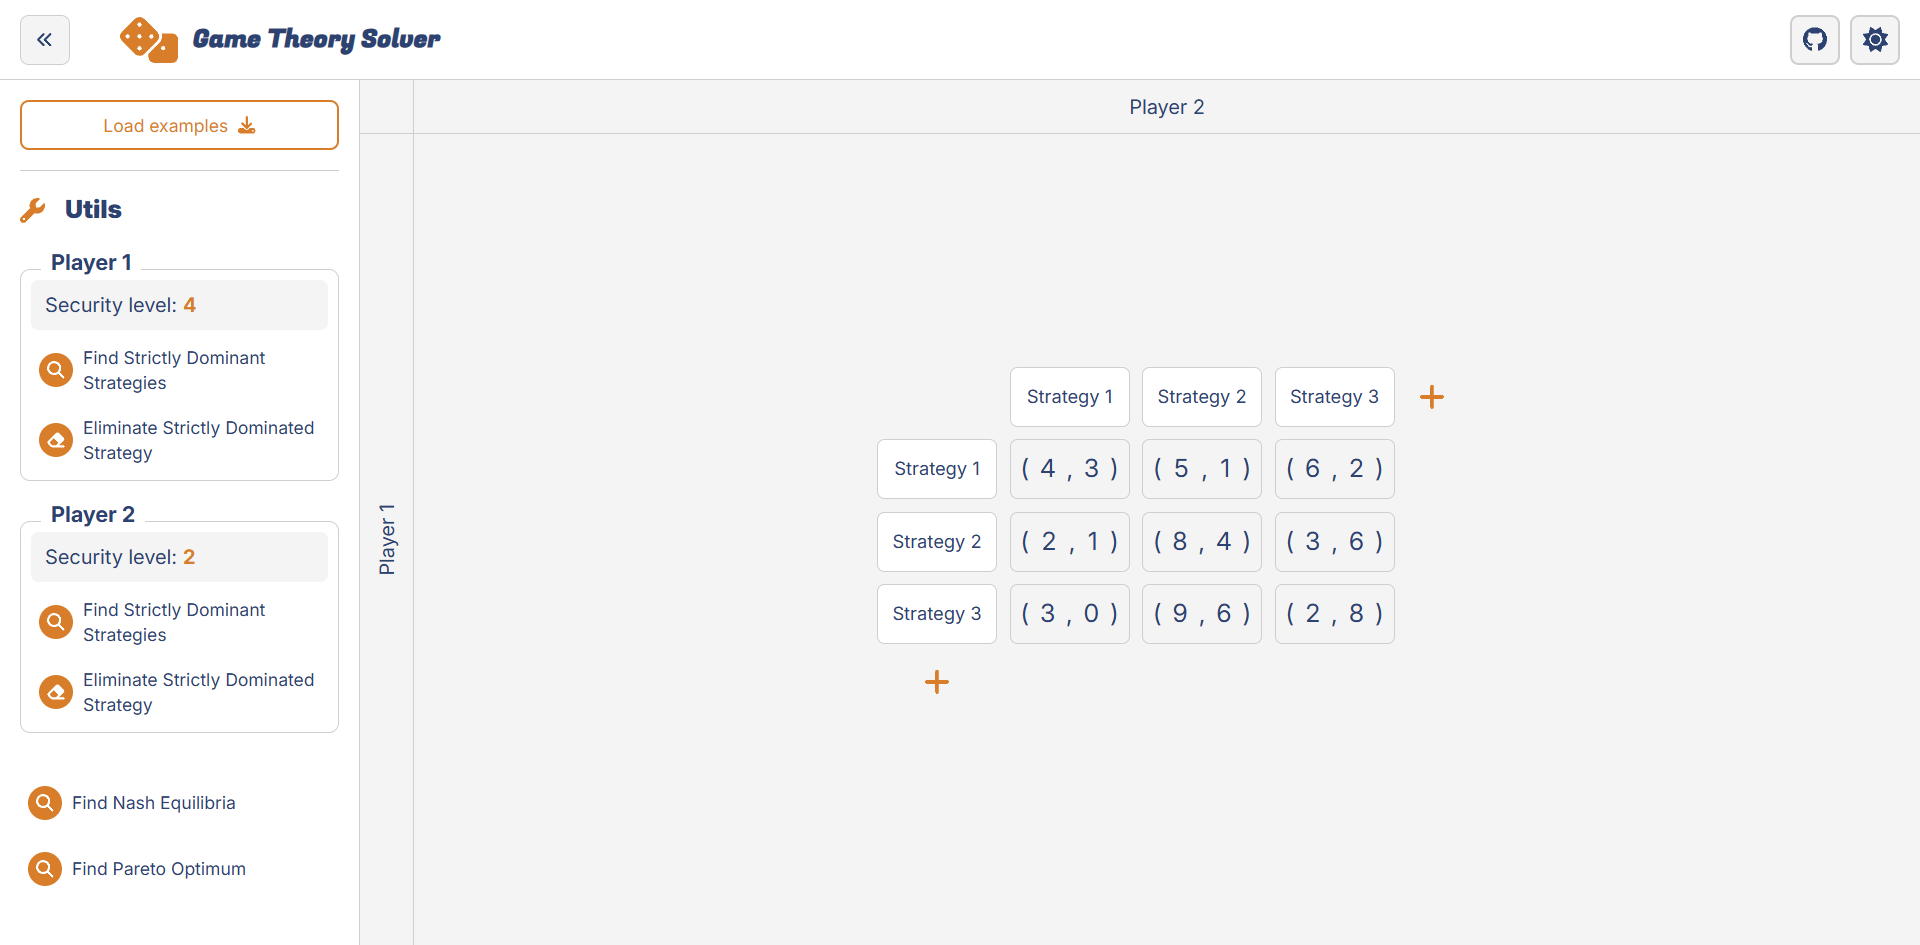 Game Theory Solver
Load examples
Utils
Player 1
Security level: 4
Find Strictly Dominant
Strategies
Eliminate Strictly Dominated
Strategy
Player 2
Security level: 2
Find Strictly Dominant
Strategies
Eliminate Strictly Dominated
Strategy
Find Nash Equilibria
Find Pareto Optimum
Player 2
Player 1
Strategy 1 Strategy 2 Strategy 3
Strategy 1 ( 4 , 3 ) ( 5 , 1 ) ( 6 , 2 )
Strategy 2 ( 2 , 1 ) ( 8 , 4 ) ( 3 , 6 )
Strategy 3 ( 3 , 0 ) ( 9 , 6 ) ( 2 , 8 )